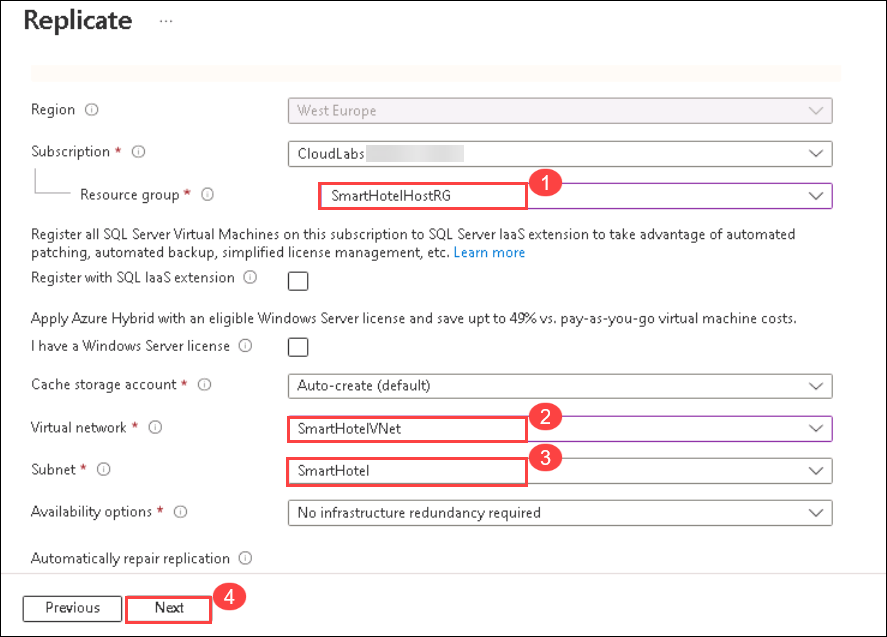 Replicate ...
Region
West Europe
Subscription *
CloudLabs
Resource group *
SmartHotelHostRG
1
Register all SQL Server Virtual Machines on this subscription to SQL Server IaaS extension to take advantage of automated
patching, automated backup, simplified license management, etc. Learn more
Register with SQL IaaS extension
Apply Azure Hybrid with an eligible Windows Server license and save upt to 49% vs. pay-as-you-go virtual machine costs.
I have a Windows Server license
Cache storage account *
Auto-create (default)
Virtual network *
SmartHotelVNet
2
Subnet *
SmartHotel
3
Availability options *
No infrastructure redundancy required
Automatically repair replication
Previous
Next
4